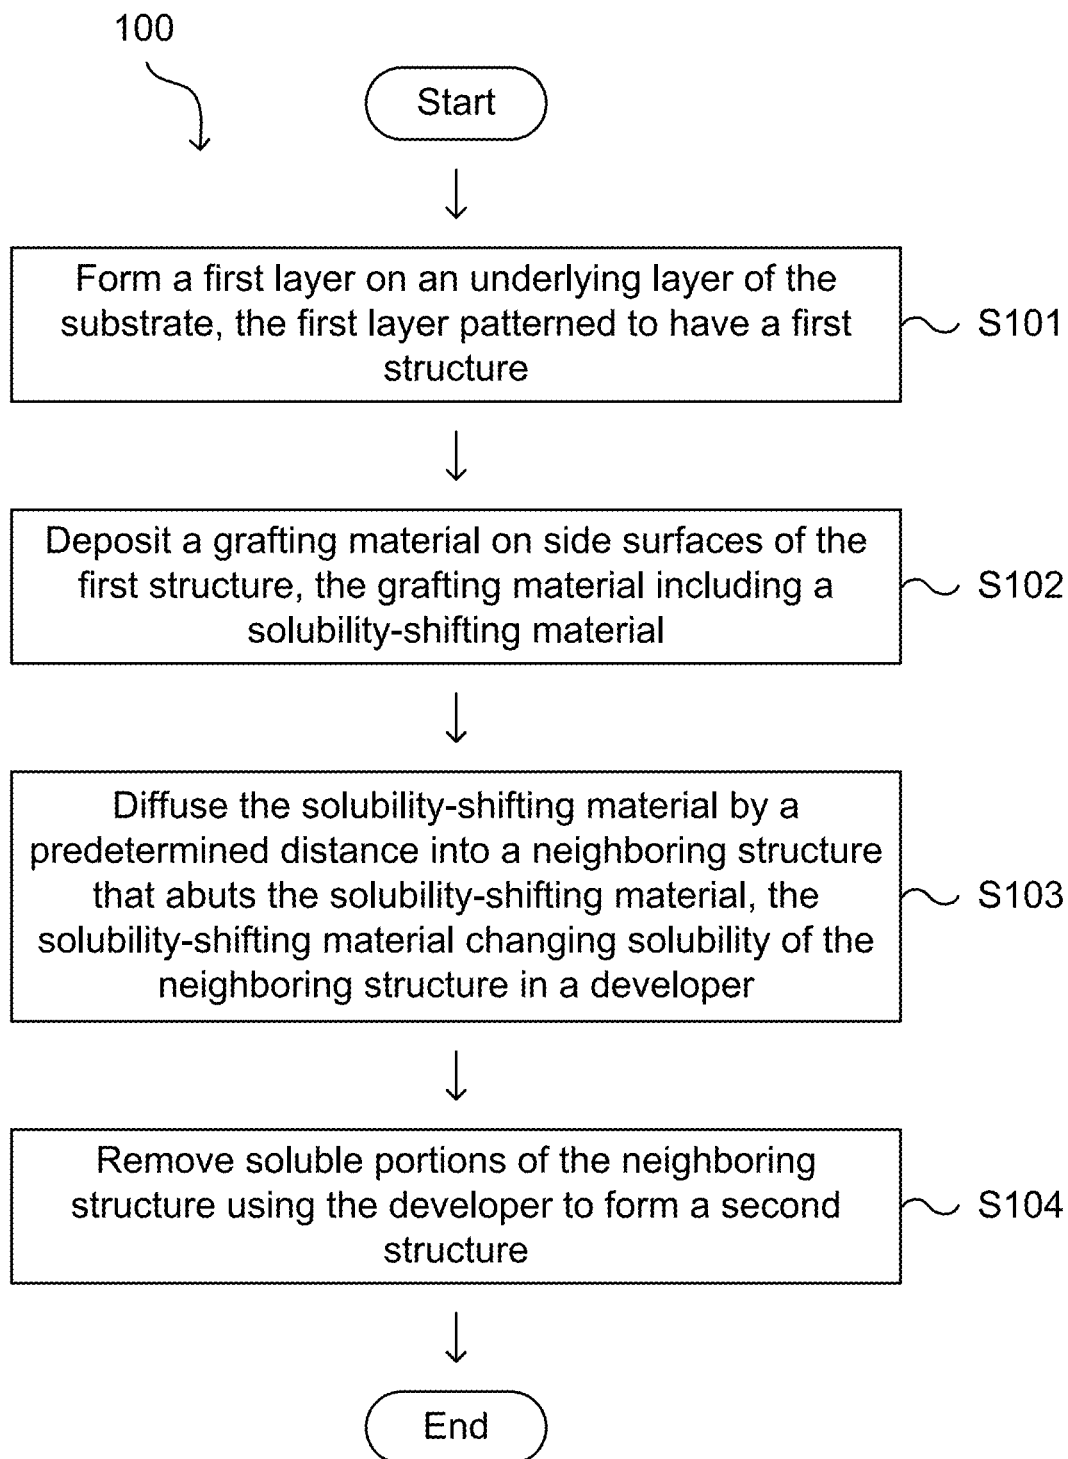 100
Start
Form a first layer on an underlying layer of the
substrate, the first layer patterned to have a first
structure
S101
Deposit a grafting material on side surfaces of the
first structure, the grafting material including a
solubility-shifting material
S102
Diffuse the solubility-shifting material by a
predetermined distance into a neighboring structure
that abuts the solubility-shifting material, the
solubility-shifting material changing solubility of the
neighboring structure in a developer
S103
Remove soluble portions of the neighboring
structure using the developer to form a second
structure
S104
End